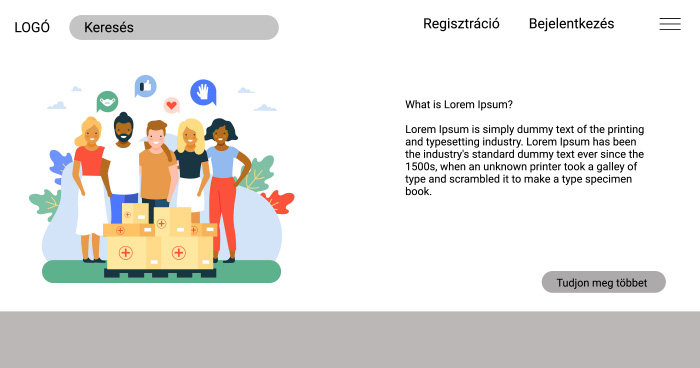 LOGÓ
Keresés
Regisztráció
Bejelentkezés
What is Lorem Ipsum?
Lorem Ipsum is simply dummy text of the printing
and typesetting industry. Lorem Ipsum has been
the industry's standard dummy text ever since the
1500s, when an unknown printer took a galley of
type and scrambled it to make a type specimen
book.
Tudjon meg többet